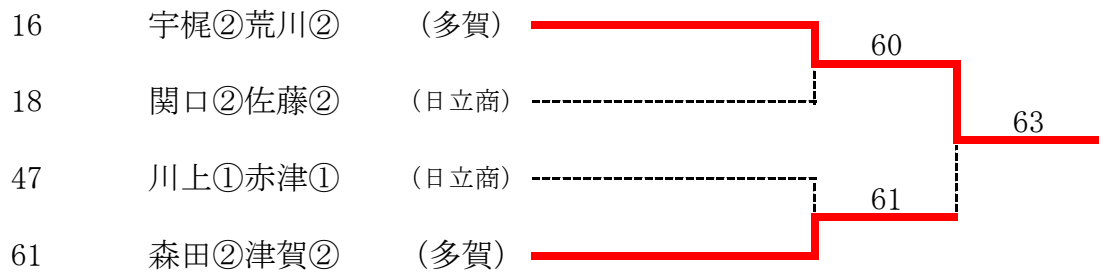 16 宇梶②荒川② (多賀)
60
18 関口②佐藤② (日立商)
63
47 川上①赤津① (日立商)
61
61 森田②津賀② (多賀)